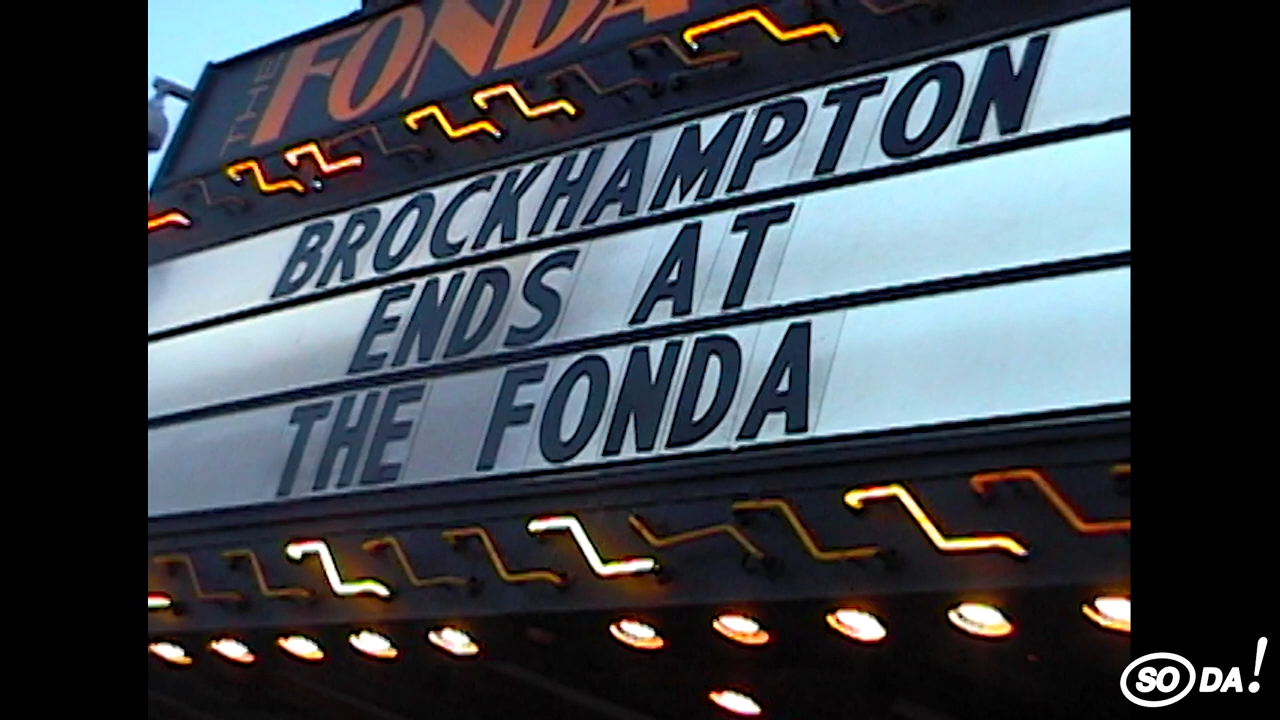 THE FONDA
BROCKHAMPTON
ENDS AT
THE FONDA
SO DA!